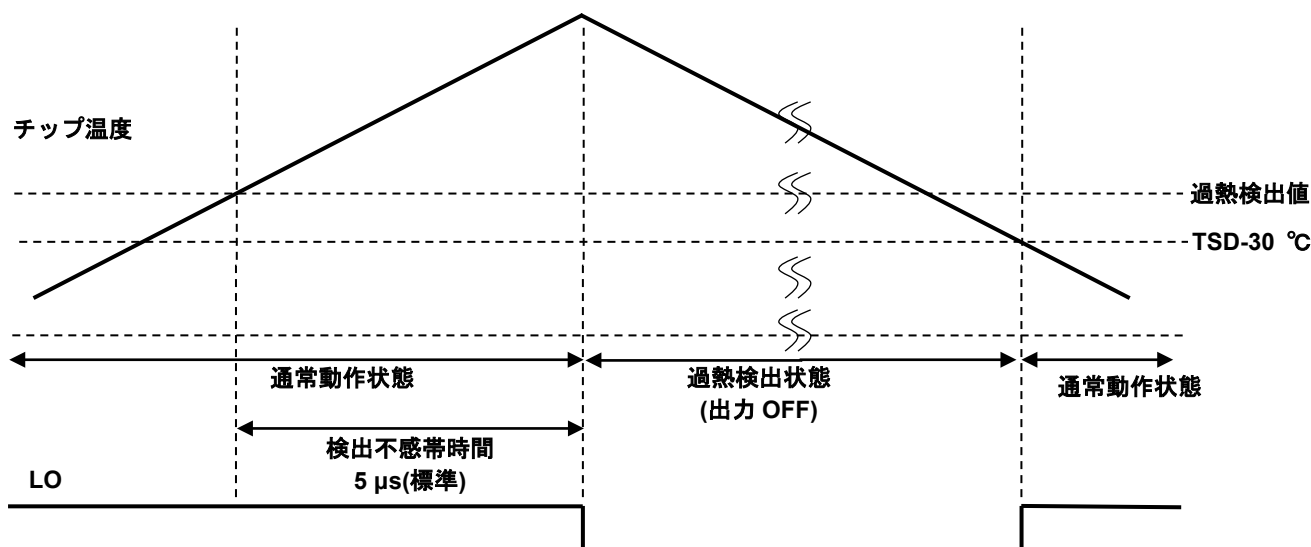 チップ温度
過熱検出値
TSD-30 ℃
通常動作状態
過熱検出状態
(出力 OFF)
通常動作状態
検出不感帯時間
5 µs(標準)
LO